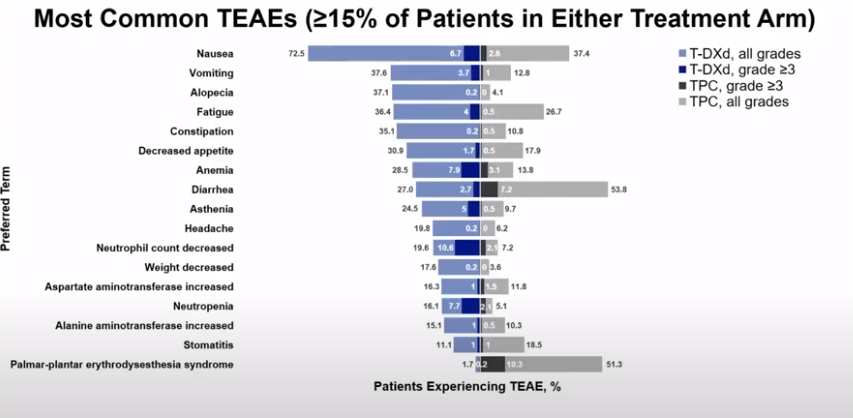 Most Common TEAEs (≥15% of Patients in Either Treatment Arm)
T-DXd, all grades
T-DXd, grade ≥3
TPC, grade ≥3
TPC, all grades
Preferred Term
Nausea 72.5 6.7 2.6 37.4
Vomiting 37.6 3.7 1 12.8
Alopecia 37.1 0.2 0 4.1
Fatigue 36.4 4 0.5 26.7
Constipation 35.1 0.2 0.5 10.8
Decreased appetite 30.9 1.7 0.5 17.9
Anemia 28.5 7.9 3.1 13.8
Diarrhea 27.0 2.7 7.2 53.8
Asthenia 24.5 5 0.5 9.7
Headache 19.8 0.2 0 6.2
Neutrophil count decreased 19.6 10.6 2.1 7.2
Weight decreased 17.6 0.2 0 3.6
Aspartate aminotransferase increased 16.3 1 1.5 11.8
Neutropenia 16.1 7.7 5.1
Alanine aminotransferase increased 15.1 1 0.5 10.3
Stomatitis 11.1 1 1 18.5
Palmar-plantar erythrodysesthesia syndrome 1.7 0.2 10.3 51.3
Patients Experiencing TEAE, %